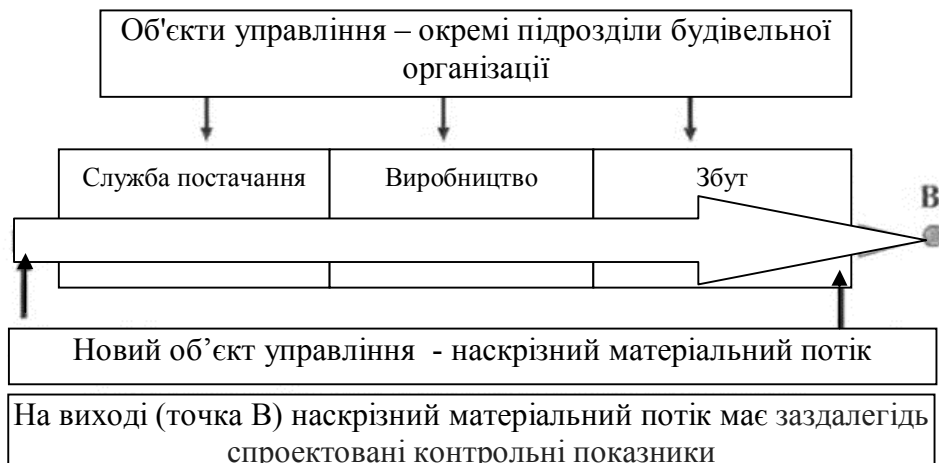 Об'єкти управління – окремі підрозділи будівельної
організації
Служба постачання
Виробництво
Збут
В
Новий об’єкт управління - наскрізний матеріальний потік
На виході (точка В) наскрізний матеріальний потік має заздалегідь
спроектовані контрольні показники